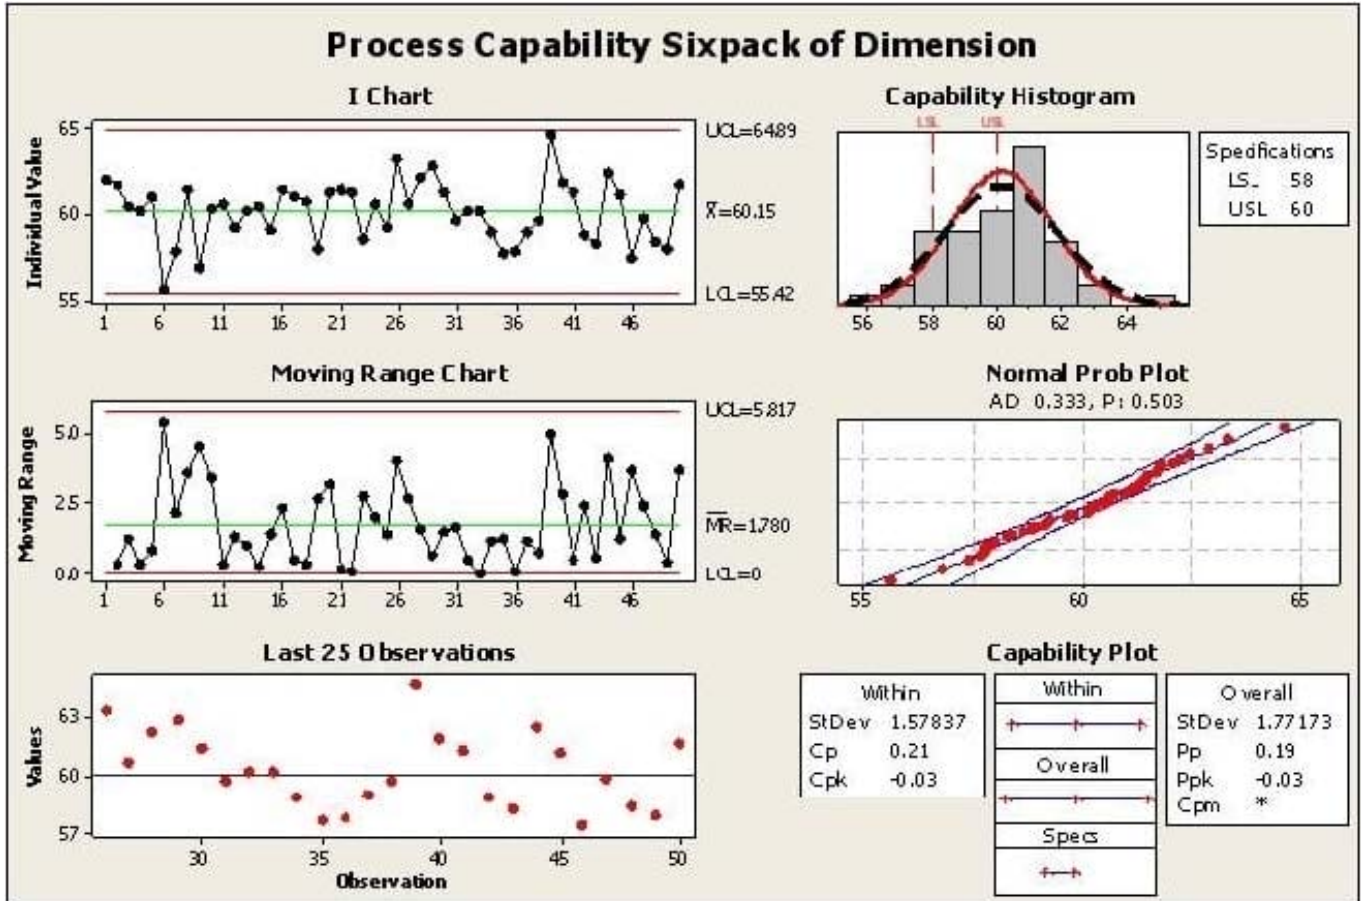 Process Capability Sixpack of Dimension
I Chart
Individual Value
65
60
55
1 6 11 16 21 26 31 36 41 46
UCL=64.89
X̄=60.15
LCL=55.42
Capability Histogram
LSL USL
56 58 60 62 64
Specifications
LSL 58
USL 60
Moving Range Chart
Moving Range
5.0
2.5
0.0
1 6 11 16 21 26 31 36 41 46
UCL=5.817
M̄R̄=1.780
LCL=0
Normal Prob Plot
AD 0.333, P: 0.503
55 60 65
Last 25 Observations
Values
63
60
57
30 35 40 45 50
Observation
Capability Plot
Within
StDev 1.57837
Cp 0.21
Cpk -0.03
Within
Overall
Specs
Overall
StDev 1.77173
Pp 0.19
Ppk -0.03
Cpm *